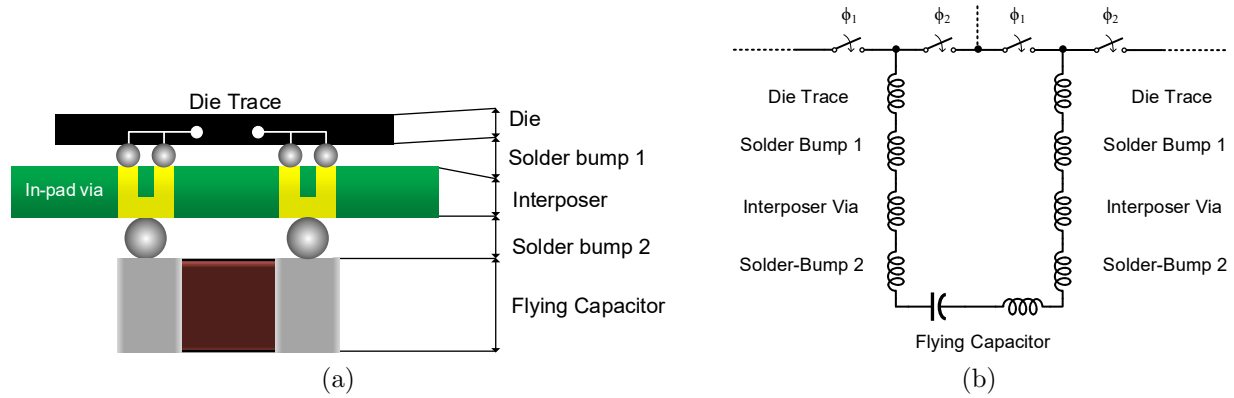 Die Trace
Die
Solder bump 1
In-pad via
Interposer
Solder bump 2
Flying Capacitor
(a)
ϕ1 ϕ2 ϕ1 ϕ2
Die Trace Die Trace
Solder Bump 1 Solder Bump 1
Interposer Via Interposer Via
Solder-Bump 2 Solder-Bump 2
Flying Capacitor
(b)